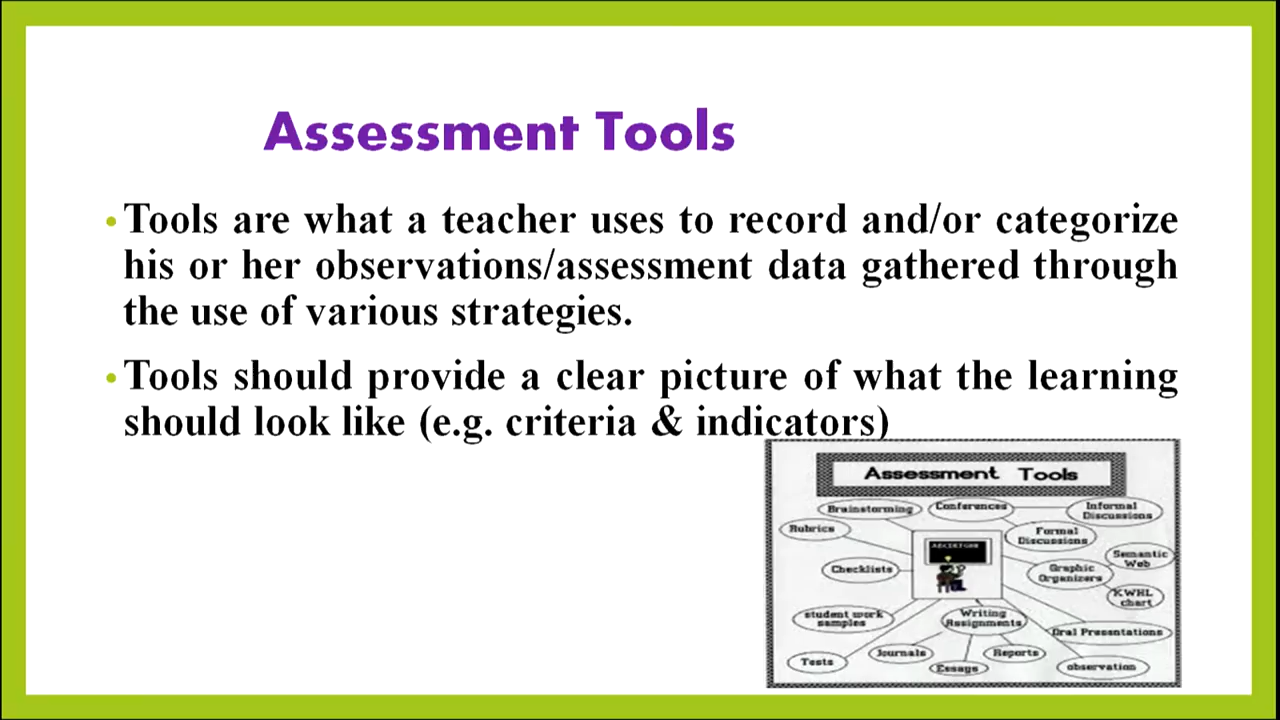 Assessment Tools
• Tools are what a teacher uses to record and/or categorize
his or her observations/assessment data gathered through
the use of various strategies.
• Tools should provide a clear picture of what the learning
should look like (e.g. criteria & indicators)
Assessment Tools
Brainstorming
Conferences
Informal
Discussions
Rubrics
Formal
Discussions
Semantic
Web
Checklists
Graphic
Organizers
KWHL
chart
student work
samples
Writing
Assignments
Oral Presentations
Tests
Journals
Essays
Reports
observation